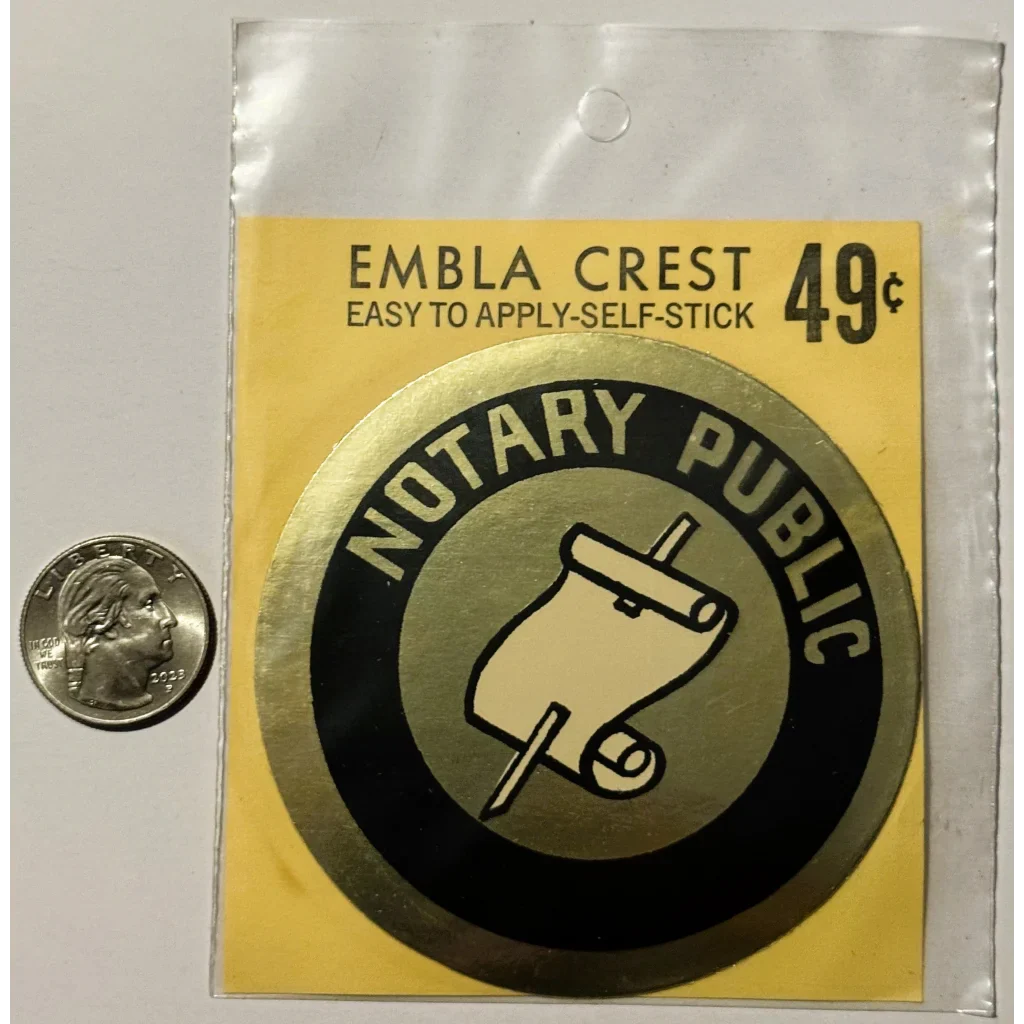 EMBLA CREST 49¢
EASY TO APPLY-SELF-STICK
NOTARY PUBLIC
LIBERTY
IN GOD
WE
TRUST
2023
P